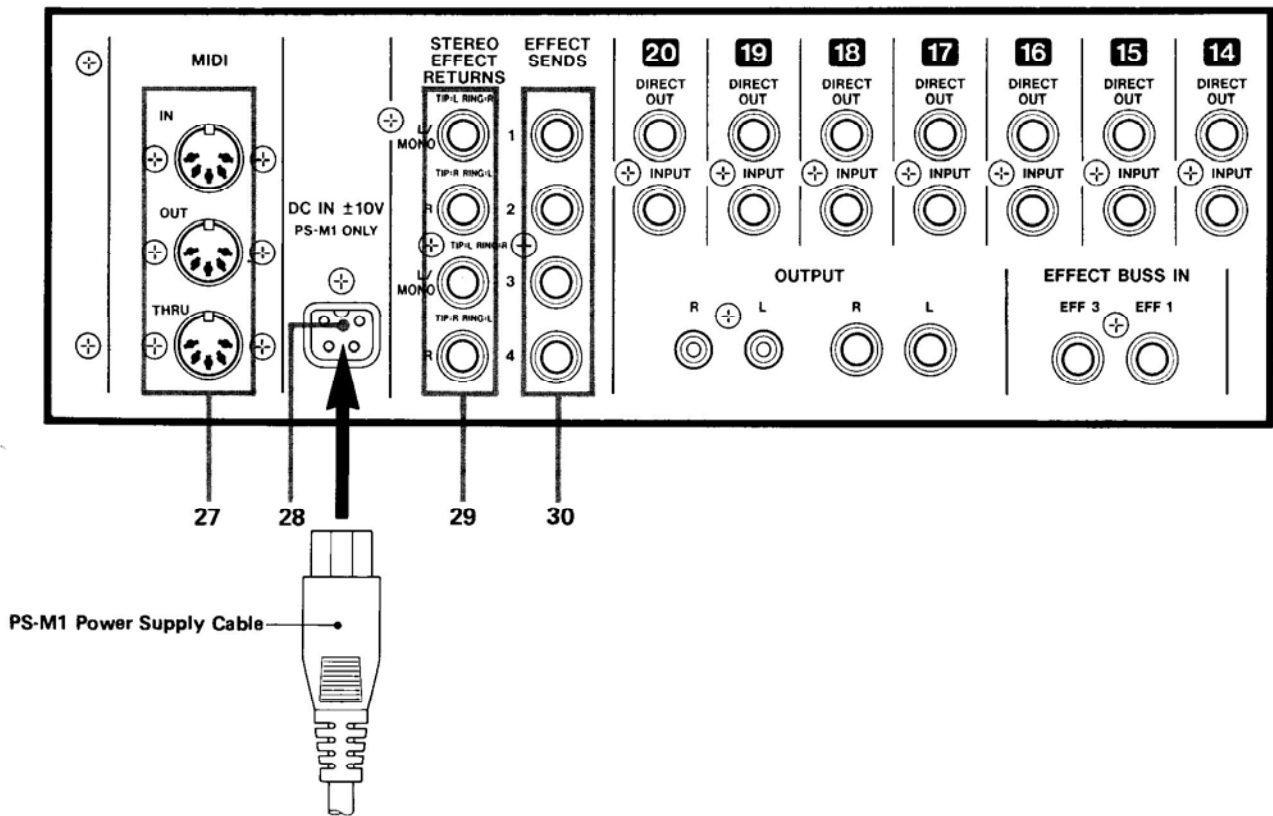 MIDI
IN
OUT
THRU
DC IN ±10V
PS-M1 ONLY
STEREO
EFFECT
RETURNS
TIP:L RING:R
L/
MONO
TIP:R RING:L
R
TIP:L RING:R
L/
MONO
TIP:R RING:L
R
EFFECT
SENDS
1
2
3
4
20
DIRECT
OUT
INPUT
19
DIRECT
OUT
INPUT
18
DIRECT
OUT
INPUT
17
DIRECT
OUT
INPUT
16
DIRECT
OUT
INPUT
15
DIRECT
OUT
INPUT
14
DIRECT
OUT
INPUT
OUTPUT
R
L
R
L
EFFECT BUSS IN
EFF 3
EFF 1
27
28
29
30
PS-M1 Power Supply Cable